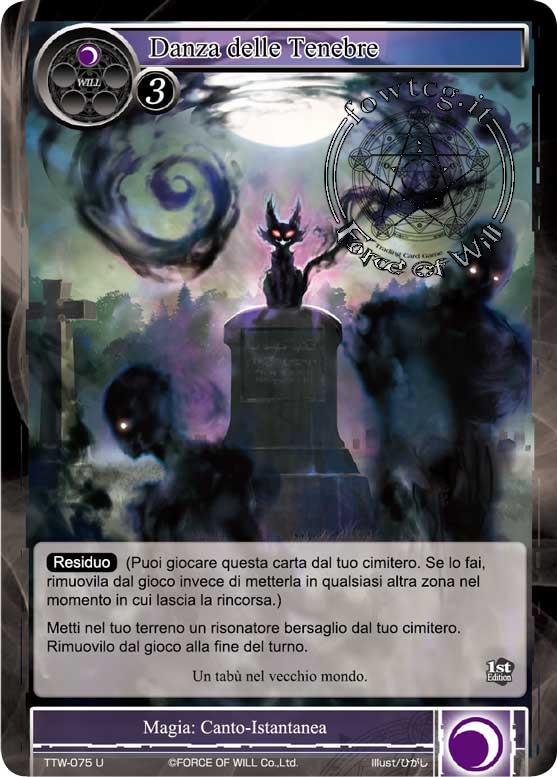 Danza delle Tenebre
WILL
3
fowtcg.it
Trading Card Game
Force of Will
Residuo (Puoi giocare questa carta dal tuo cimitero. Se lo fai,
rimuovila dal gioco invece di metterla in qualsiasi altra zona nel
momento in cui lascia la rincorsa.)
Metti nel tuo terreno un risonatore bersaglio dal tuo cimitero.
Rimuovilo dal gioco alla fine del turno.
Un tabù nel vecchio mondo.
1st
Edition
Magia: Canto-Istantanea
TTW-075 U
©FORCE OF WILL Co.,Ltd.
Illust/ひがし